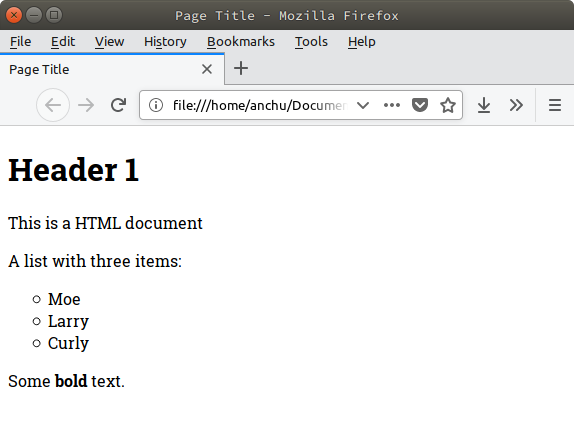 Page Title - Mozilla Firefox
File Edit View History Bookmarks Tools Help
Page Title
file:///home/anchu/Documen
Header 1
This is a HTML document
A list with three items:
Moe
Larry
Curly
Some bold text.